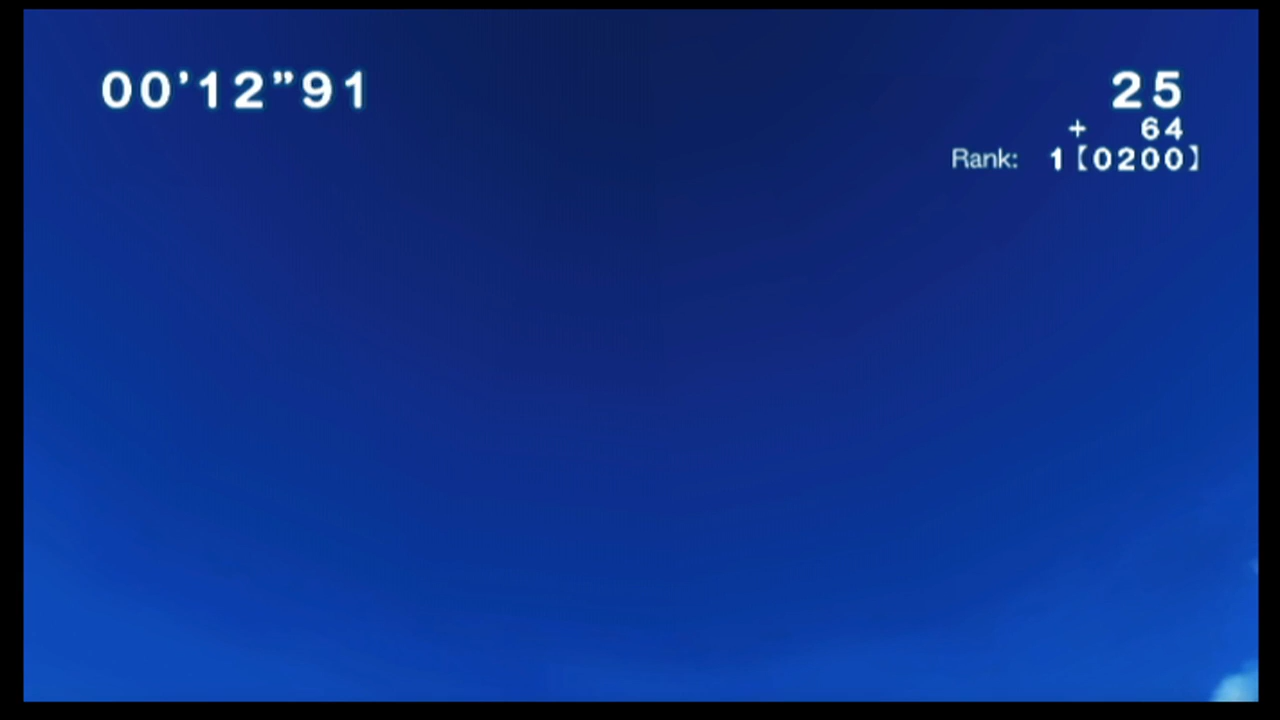 00’12”91
25
+ 64
Rank: 1【0200】